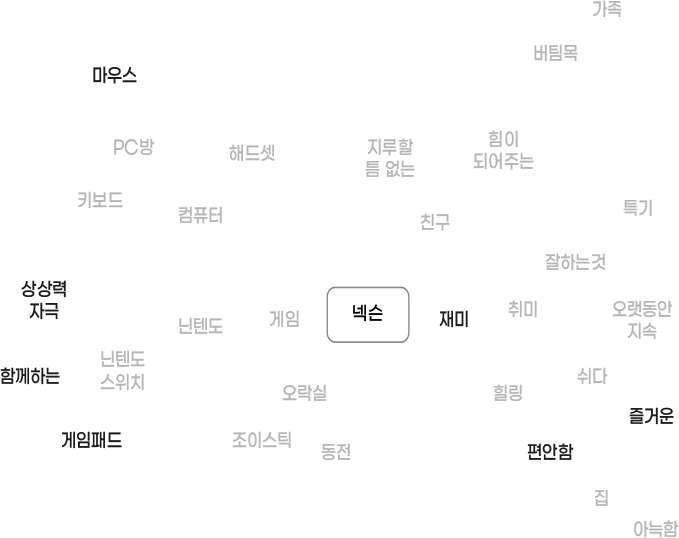 가족
버팀목
마우스
PC방
해드셋
지루할
틈 없는
힘이
되어주는
키보드
컴퓨터
친구
특기
잘하는것
상상력
자극
닌텐도
게임
넥슨
재미
취미
오랫동안
지속
함께하는
닌텐도
스위치
오락실
힐링
쉬다
즐거운
게임패드
조이스틱
동전
편안함
집
아늑함